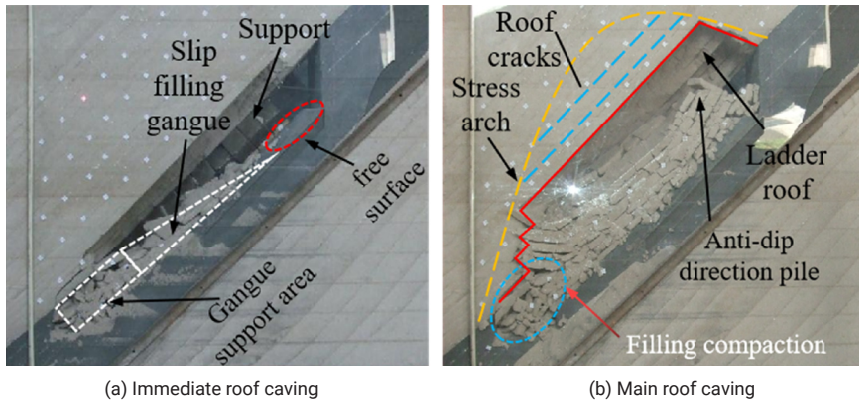 Support
Slip
filling
gangue
free
surface
Gangue
support area
Roof
cracks
Stress
arch
Ladder
roof
Anti-dip
direction pile
Filling compaction
(a) Immediate roof caving
(b) Main roof caving